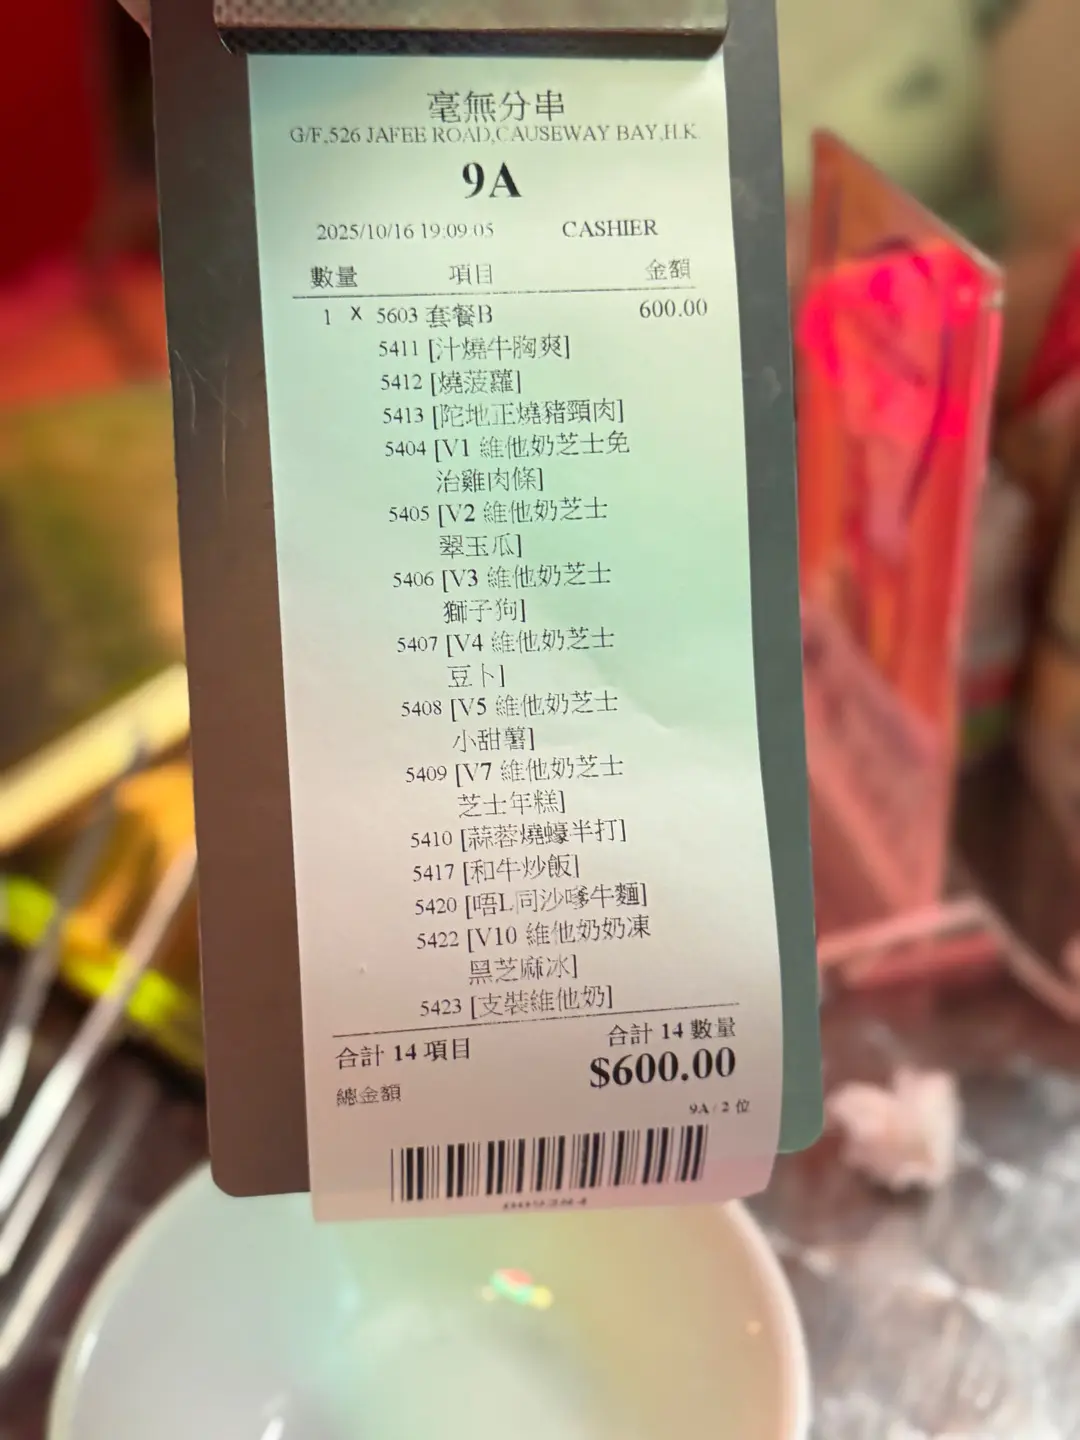 毫無分串
G/F,526 JAFEE ROAD,CAUSEWAY BAY,H.K.
9A
2025/10/16 19:09:05 CASHIER
數量 項目 金額
1 X 5603 套餐B 600.00
5411 [汁燒牛胸爽]
5412 [燒菠蘿]
5413 [陀地正燒豬頸肉]
5404 [V1 維他奶芝士免
治雞肉條]
5405 [V2 維他奶芝士
翠玉瓜]
5406 [V3 維他奶芝士
獅子狗]
5407 [V4 維他奶芝士
豆卜]
5408 [V5 維他奶芝士
小甜薯]
5409 [V7 維他奶芝士
芝士年糕]
5410 [蒜蓉燒蠔半打]
5417 [和牛炒飯]
5420 [唔L同沙嗲牛麵]
5422 [V10 維他奶奶凍
黑芝麻冰]
5423 [支裝維他奶]
合計 14 項目 合計 14 數量
總金額 $600.00
9A / 2 位